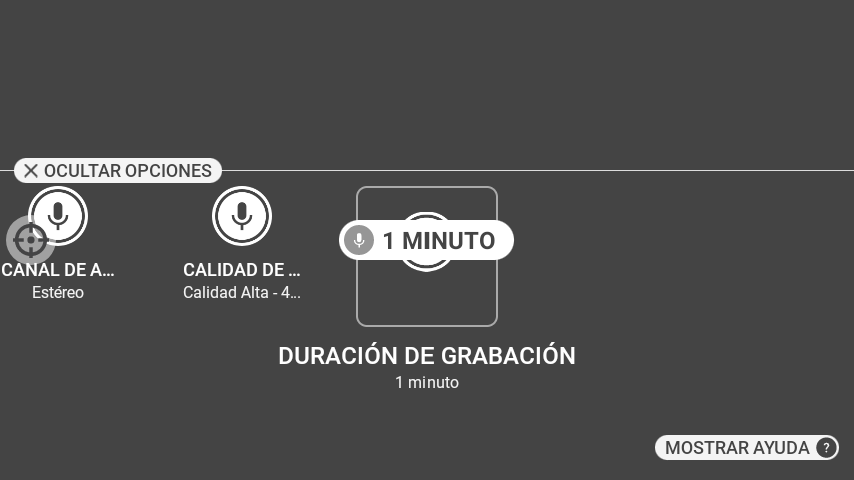 OCULTAR OPCIONES
CANAL DE A...
Estéreo
CALIDAD DE ...
Calidad Alta - 4...
1 MINUTO
DURACIÓN DE GRABACIÓN
1 minuto
MOSTRAR AYUDA ?